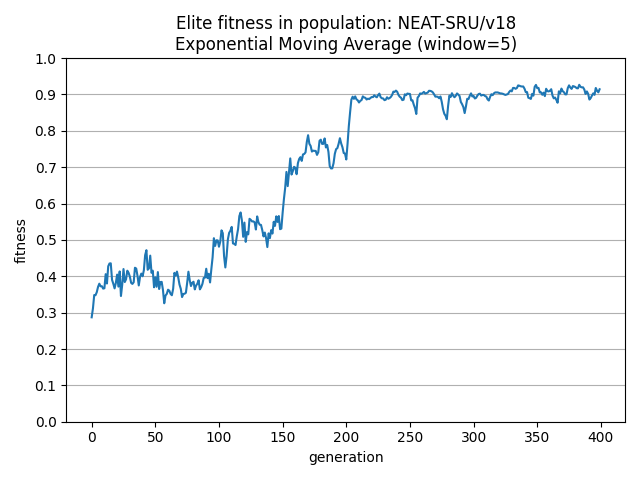 Elite fitness in population: NEAT-SRU/v18
Exponential Moving Average (window=5)
1.0
0.9
0.8
0.7
0.6
0.5
0.4
0.3
0.2
0.1
0.0
fitness
0 50 100 150 200 250 300 350 400
generation